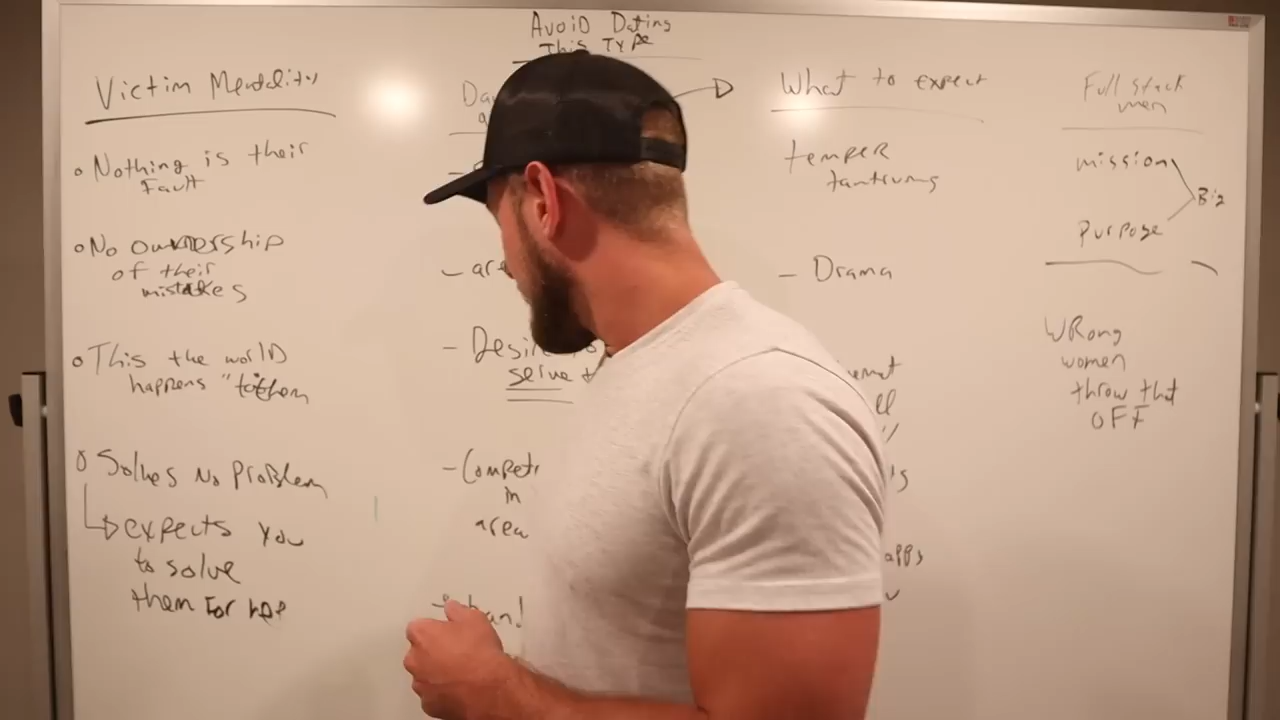 Avoid Dating
This Type
Victim Mentality
Nothing is their
Fault
No ownership
of their
mistakes
This the world
happens "to them
Solves No Problem
expects you
to solve
them For her
- are
- Desire
serve
- Compet
in
area
What to expect
temper
tantrums
- Drama
Full stack
men
mission
Big
Purpose
Wrong
women
throw that
OFF